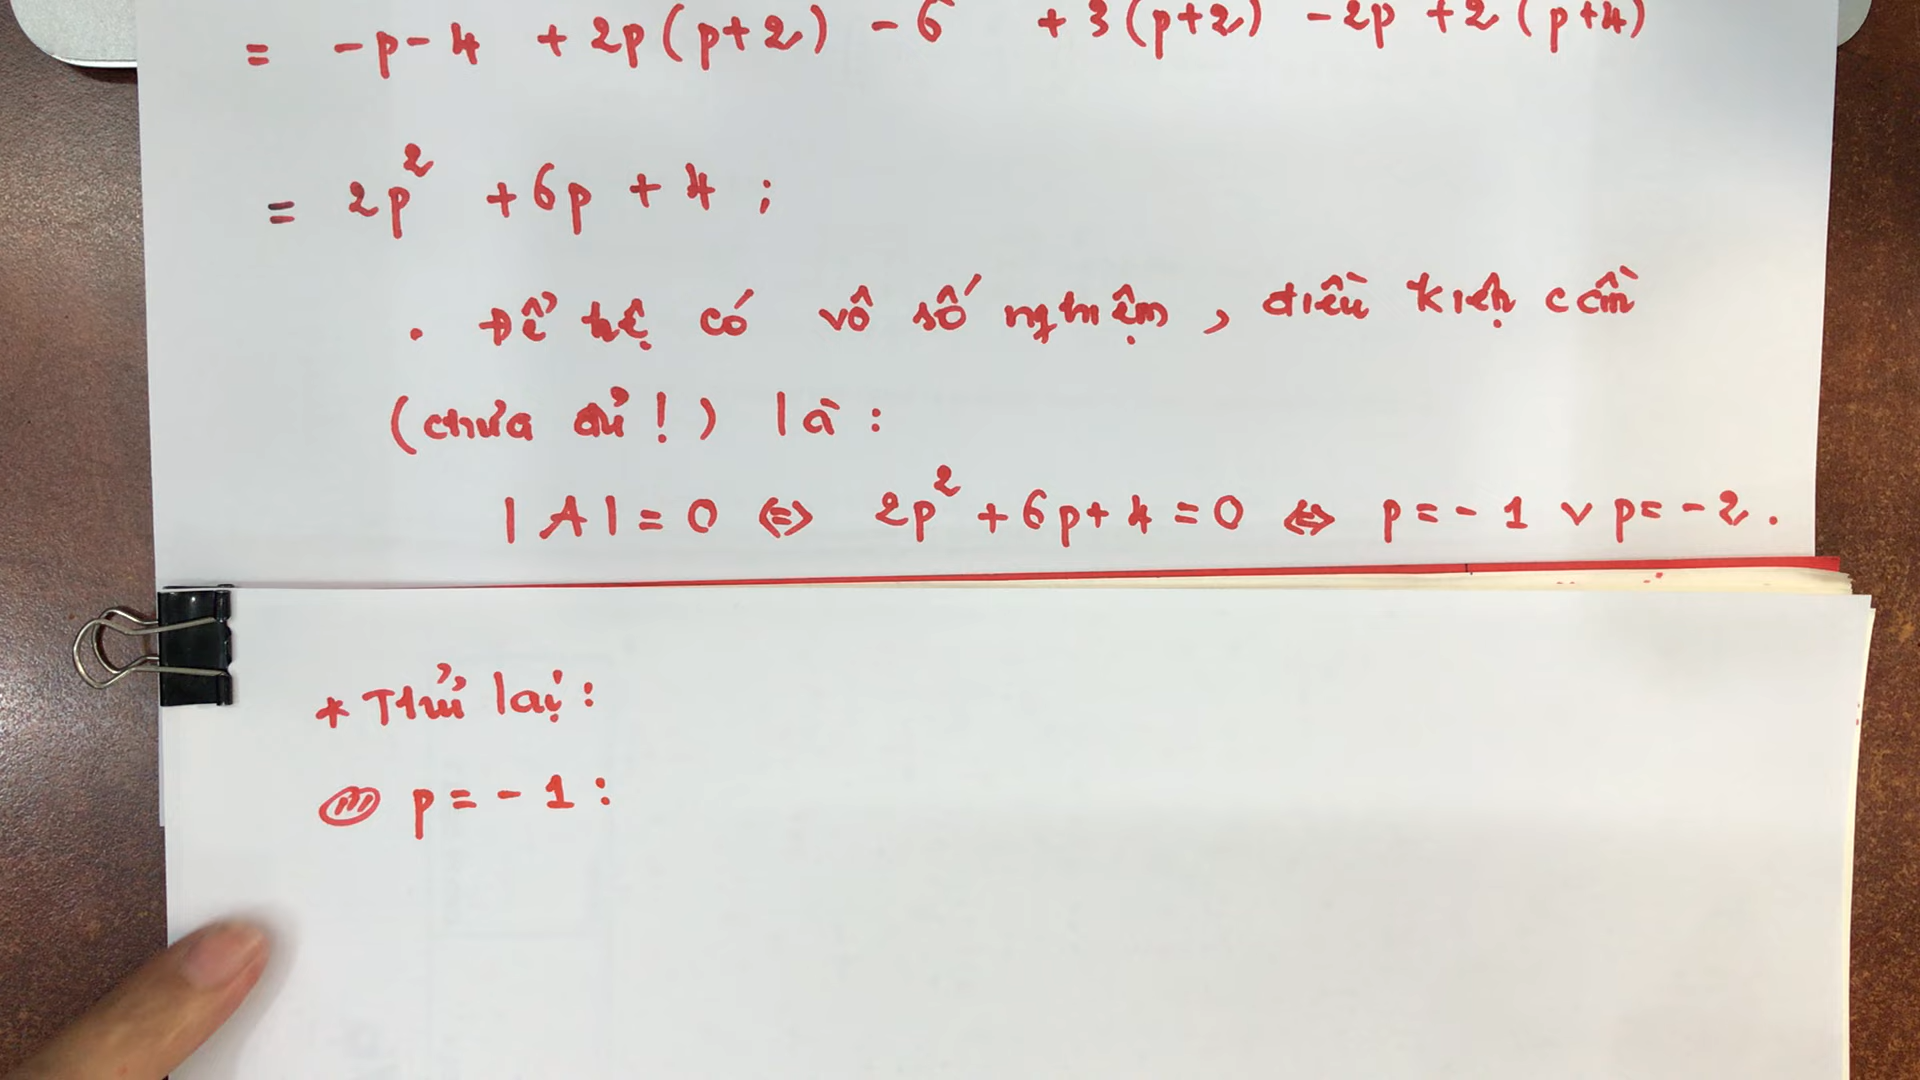 = -p-4 + 2p(p+2) - 6 + 3(p+2) - 2p + 2(p+4)
= 2p² + 6p + 4 ;
. Để hệ có vô số nghiệm, điều kiện cần
(chưa đủ!) là:
|A| = 0 ⇔ 2p² + 6p + 4 = 0 ⇔ p = -1 ∨ p = -2.
* Thử lại:
p = -1 :